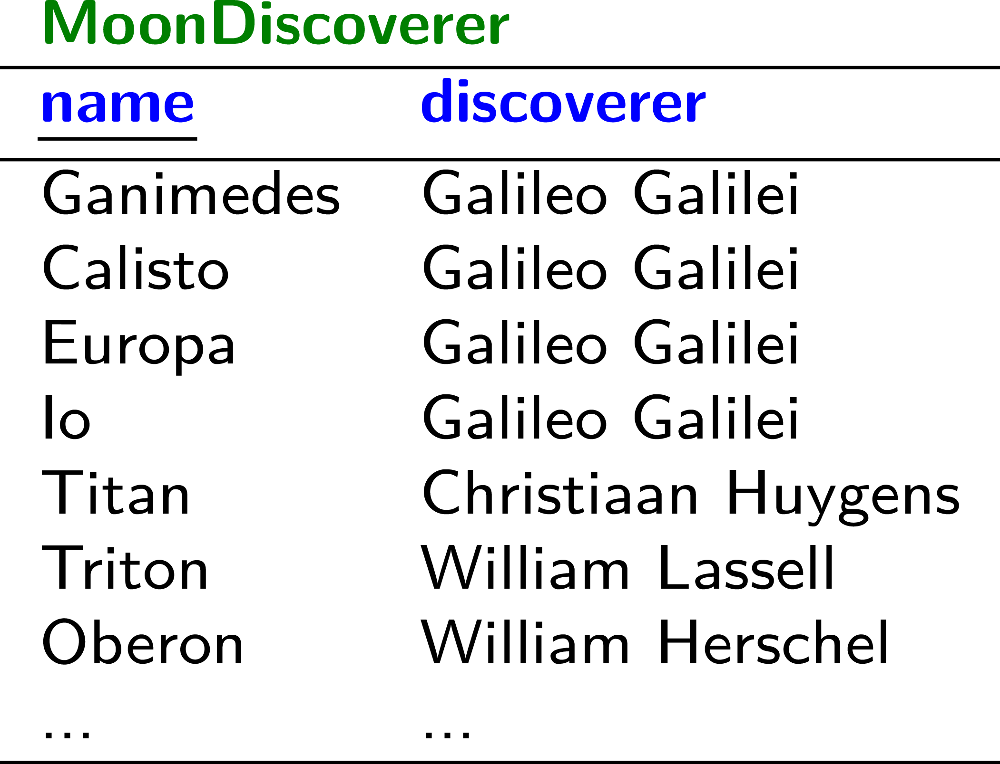 MoonDiscoverer
name discoverer
Ganimedes Galileo Galilei
Calisto Galileo Galilei
Europa Galileo Galilei
Io Galileo Galilei
Titan Christiaan Huygens
Triton William Lassell
Oberon William Herschel
... ...